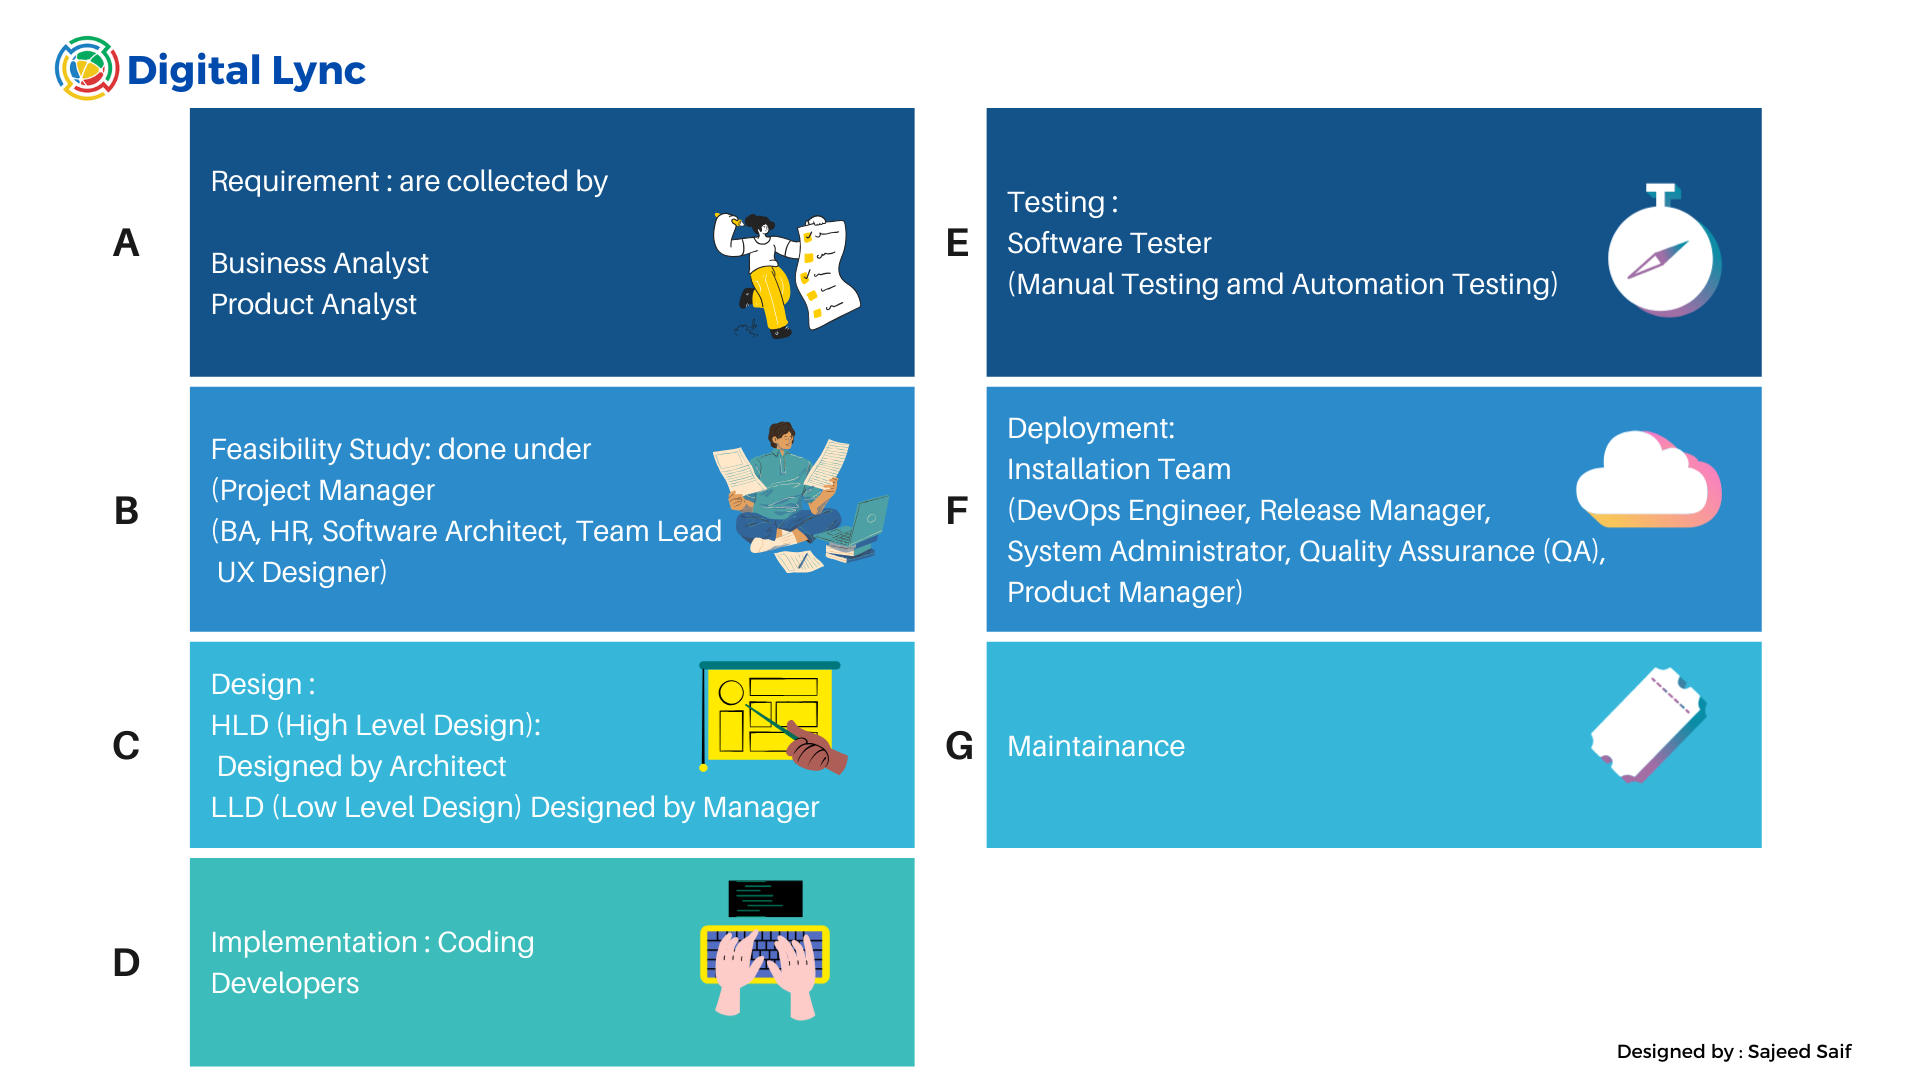 Digital Lync
A
Requirement : are collected by
Business Analyst
Product Analyst
B
Feasibility Study: done under
(Project Manager
(BA, HR, Software Architect, Team Lead
UX Designer)
C
Design :
HLD (High Level Design):
Designed by Architect
LLD (Low Level Design) Designed by Manager
D
Implementation : Coding
Developers
E
Testing :
Software Tester
(Manual Testing amd Automation Testing)
F
Deployment:
Installation Team
(DevOps Engineer, Release Manager,
System Administrator, Quality Assurance (QA),
Product Manager)
G
Maintainance
Designed by : Sajeed Saif